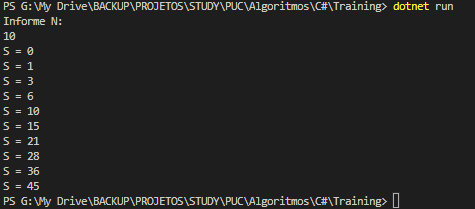 PS G:\My Drive\BACKUP\PROJETOS\STUDY\PUC\Algoritmos\C#\Training> dotnet run
Informe N:
10
S = 0
S = 1
S = 3
S = 6
S = 10
S = 15
S = 21
S = 28
S = 36
S = 45
PS G:\My Drive\BACKUP\PROJETOS\STUDY\PUC\Algoritmos\C#\Training>